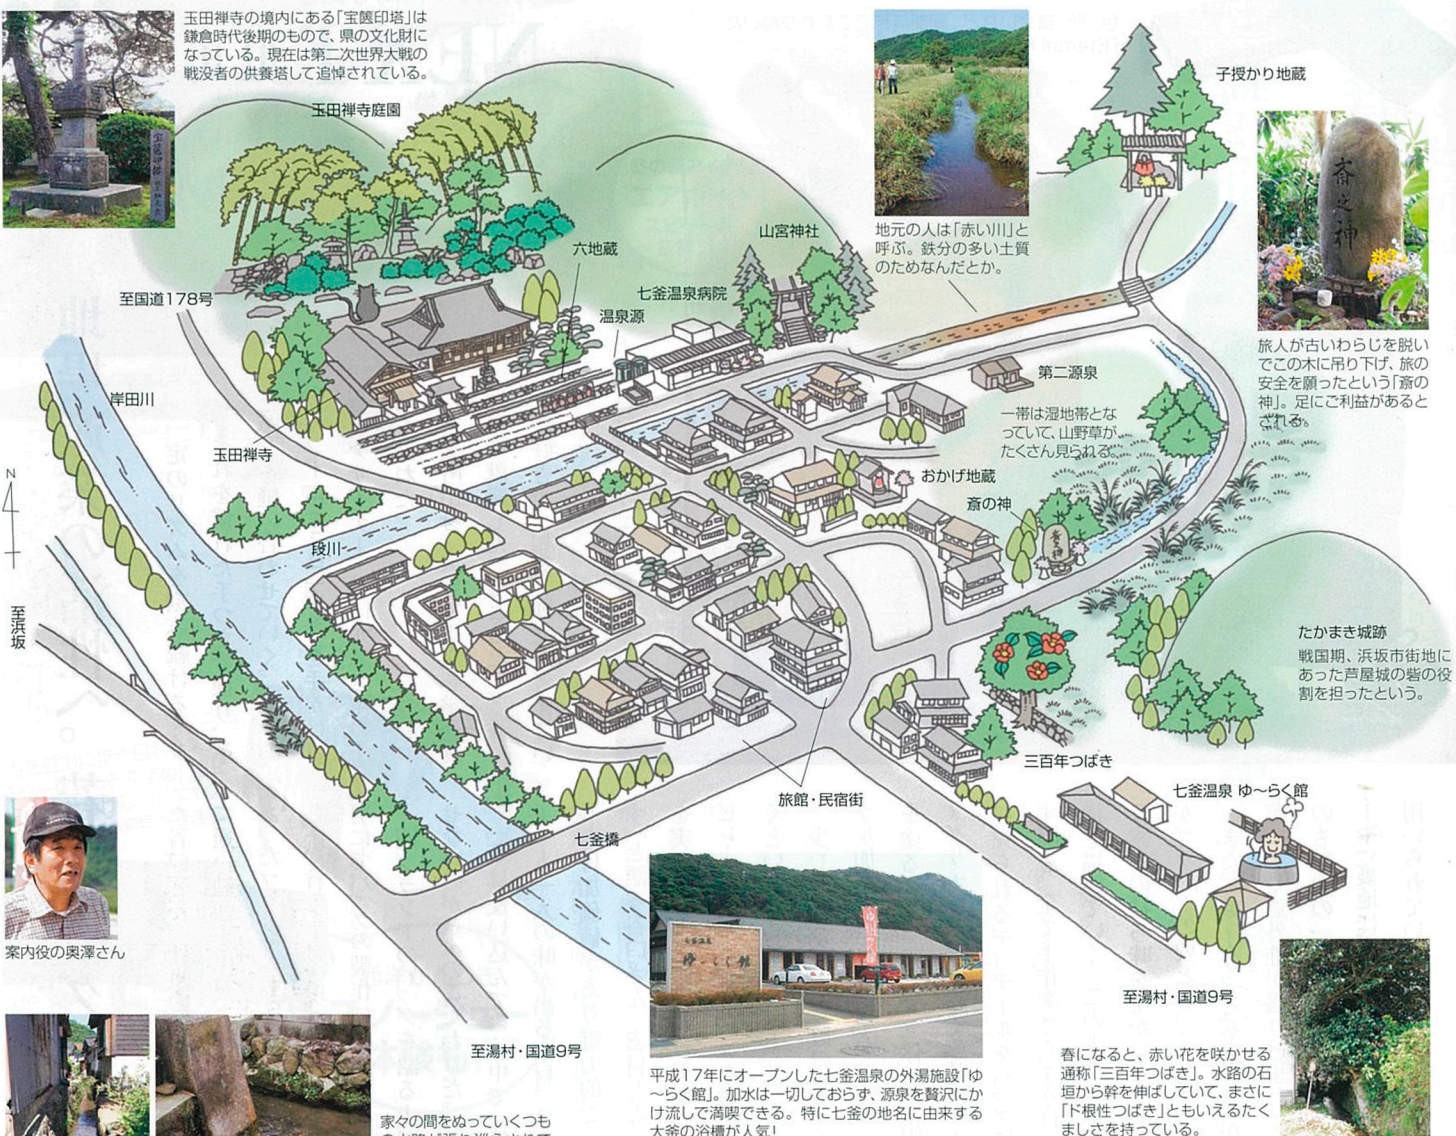 玉田禅寺の境内にある「宝篋印塔」は
鎌倉時代後期のもので、県の文化財に
なっている。現在は第二次世界大戦の
戦没者の供養塔して追悼されている。
玉田禅寺庭園
子授かり地蔵
地元の人は「赤い川」と
呼ぶ。鉄分の多い土質
のためなんだとか。
六地蔵
山宮神社
七釜温泉病院
温泉源
至国道178号
斎之神
旅人が古いわらじを脱い
でこの木に吊り下げ、旅の
安全を願ったという「斎の
神」。足にご利益があると
される。
岸田川
玉田禅寺
第二源泉
一帯は湿地帯とな
っていて、山野草が
たくさん見られる。
おかげ地蔵
斎の神
斎之神
N
段川
至浜坂
たかまき城跡
戦国期、浜坂市街地に
あった芦屋城の砦の役
割を担ったという。
三百年つばき
旅館・民宿街
七釜温泉 ゆ〜らく館
七釜橋
案内役の奥澤さん
七釜温泉
ゆ〜らく館
至湯村・国道9号
至湯村・国道9号
平成17年にオープンした七釜温泉の外湯施設「ゆ
〜らく館」。加水は一切しておらず、源泉を贅沢にか
け流しで満喫できる。特に七釜の地名に由来する
大釜の浴槽が人気!
春になると、赤い花を咲かせる
通称「三百年つばき」。水路の石
垣から幹を伸ばしていて、まさに
「ド根性つばき」ともいえるたく
ましさを持っている。
家々の間をぬっていくつも